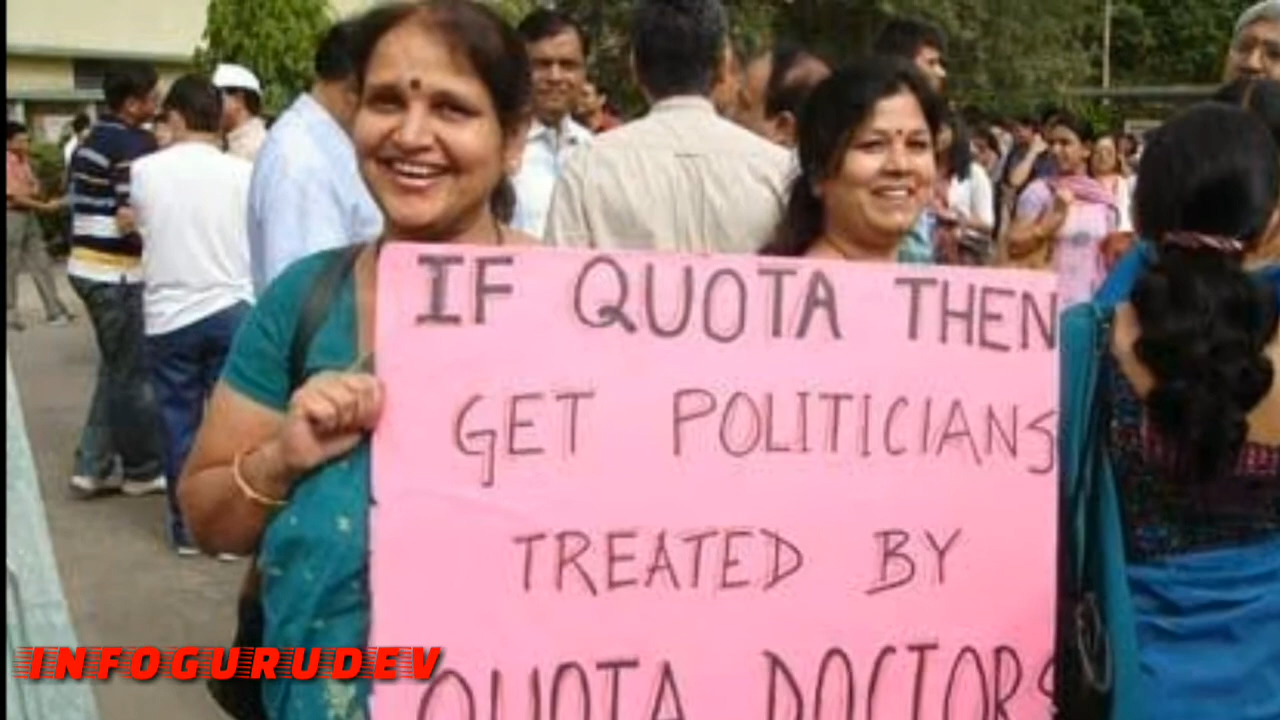 IF QUOTA THEN
GET POLITICIANS
TREATED BY
QUOTA DOCTORS
INFOGURUDEV